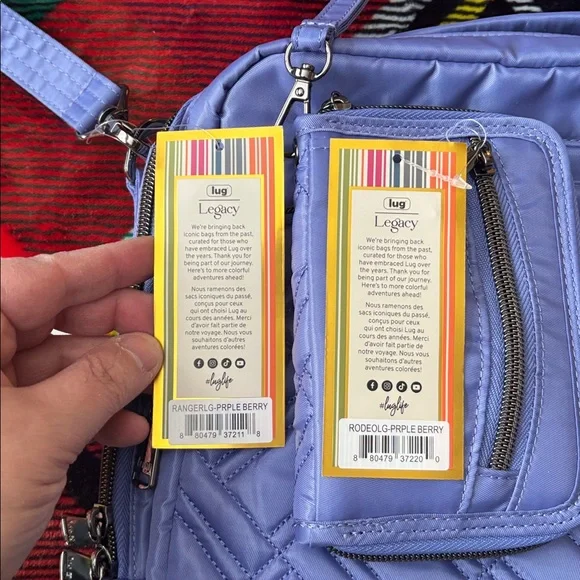 lug
Legacy
We're bringing back
iconic bags from the past,
curated for those who
have embraced Lug over
the years. Thank you for
being part of our journey.
Here's to more colorful
adventures ahead!
Nous ramenons des
sacs iconiques du passé,
conçus pour ceux
qui ont choisi Lug au
cours des années. Merci
d'avoir fait partie de
notre voyage. Nous vous
souhaitons d'autres
aventures colorées!
#luglife
RANGERLG-PRPLE BERRY
8 80479 37211 8
lug
Legacy
We're bringing back
iconic bags from the past,
curated for those who
have embraced Lug over
the years. Thank you for
being part of our journey.
Here's to more colorful
adventures ahead!
Nous ramenons des
sacs iconiques du passé,
conçus pour ceux
qui ont choisi Lug au
cours des années. Merci
d'avoir fait partie de
notre voyage. Nous vous
souhaitons d'autres
aventures colorées!
#luglife
RODEOLG-PRPLE BERRY
8 80479 37220 0